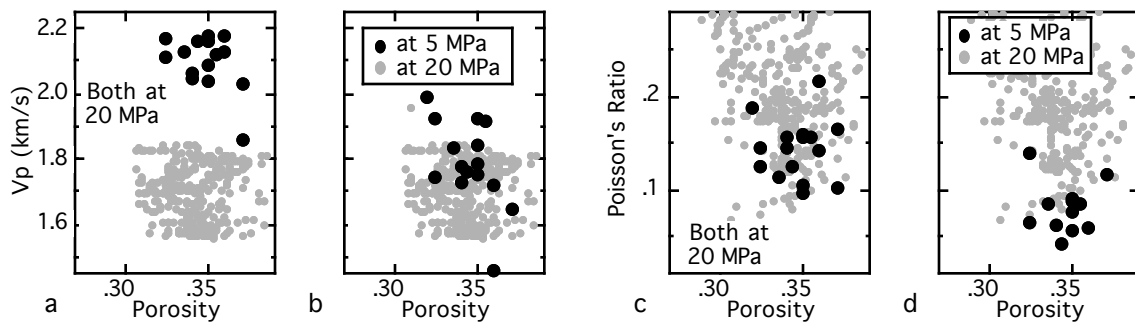 2.2
2.0
1.8
1.6
Vp (km/s)
Both at
20 MPa
.30
.35
Porosity
a
at 5 MPa
at 20 MPa
.30
.35
Porosity
b
.2
.1
Poisson's Ratio
Both at
20 MPa
.30
.35
Porosity
c
at 5 MPa
at 20 MPa
.30
.35
Porosity
d